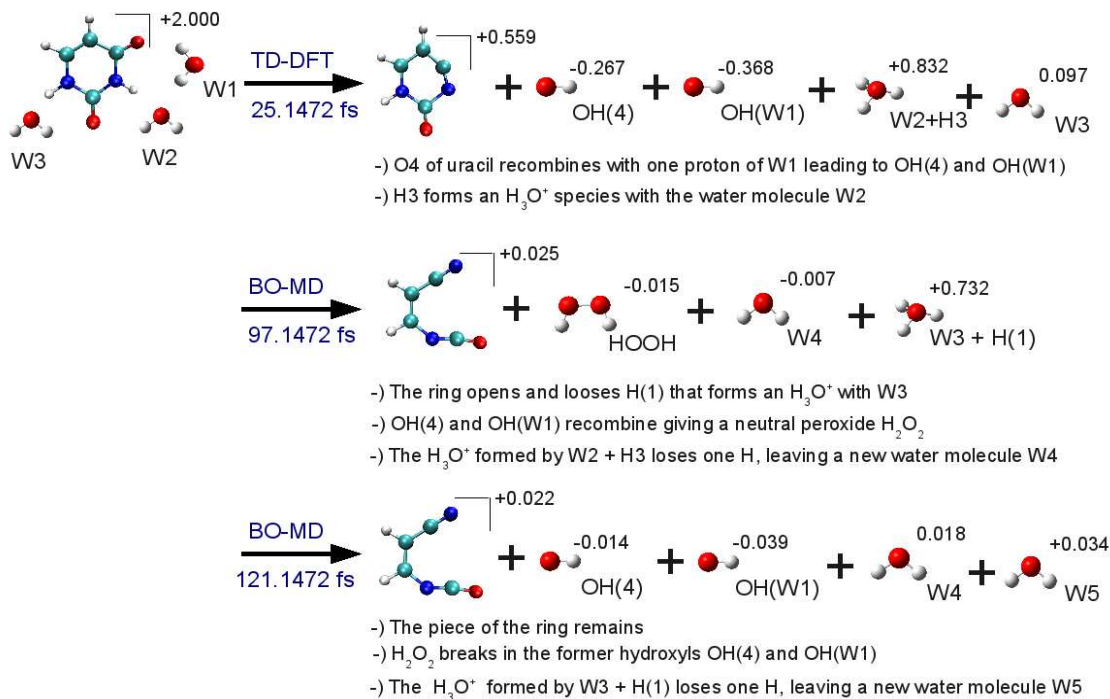 +2.000
W1
W2
W3
TD-DFT
25.1472 fs
+0.559
+
-0.267
OH(4)
+
-0.368
OH(W1)
+
+0.832
W2+H3
+
0.097
W3
-) O4 of uracil recombines with one proton of W1 leading to OH(4) and OH(W1)
-) H3 forms an H₃O⁺ species with the water molecule W2
BO-MD
97.1472 fs
+0.025
+
-0.015
HOOH
+
-0.007
W4
+
+0.732
W3 + H(1)
-) The ring opens and looses H(1) that forms an H₃O⁺ with W3
-) OH(4) and OH(W1) recombine giving a neutral peroxide H₂O₂
-) The H₃O⁺ formed by W2 + H3 loses one H, leaving a new water molecule W4
BO-MD
121.1472 fs
+0.022
+
-0.014
OH(4)
+
-0.039
OH(W1)
+
0.018
W4
+
+0.034
W5
-) The piece of the ring remains
-) H₂O₂ breaks in the former hydroxyls OH(4) and OH(W1)
-) The H₃O⁺ formed by W3 + H(1) loses one H, leaving a new water molecule W5